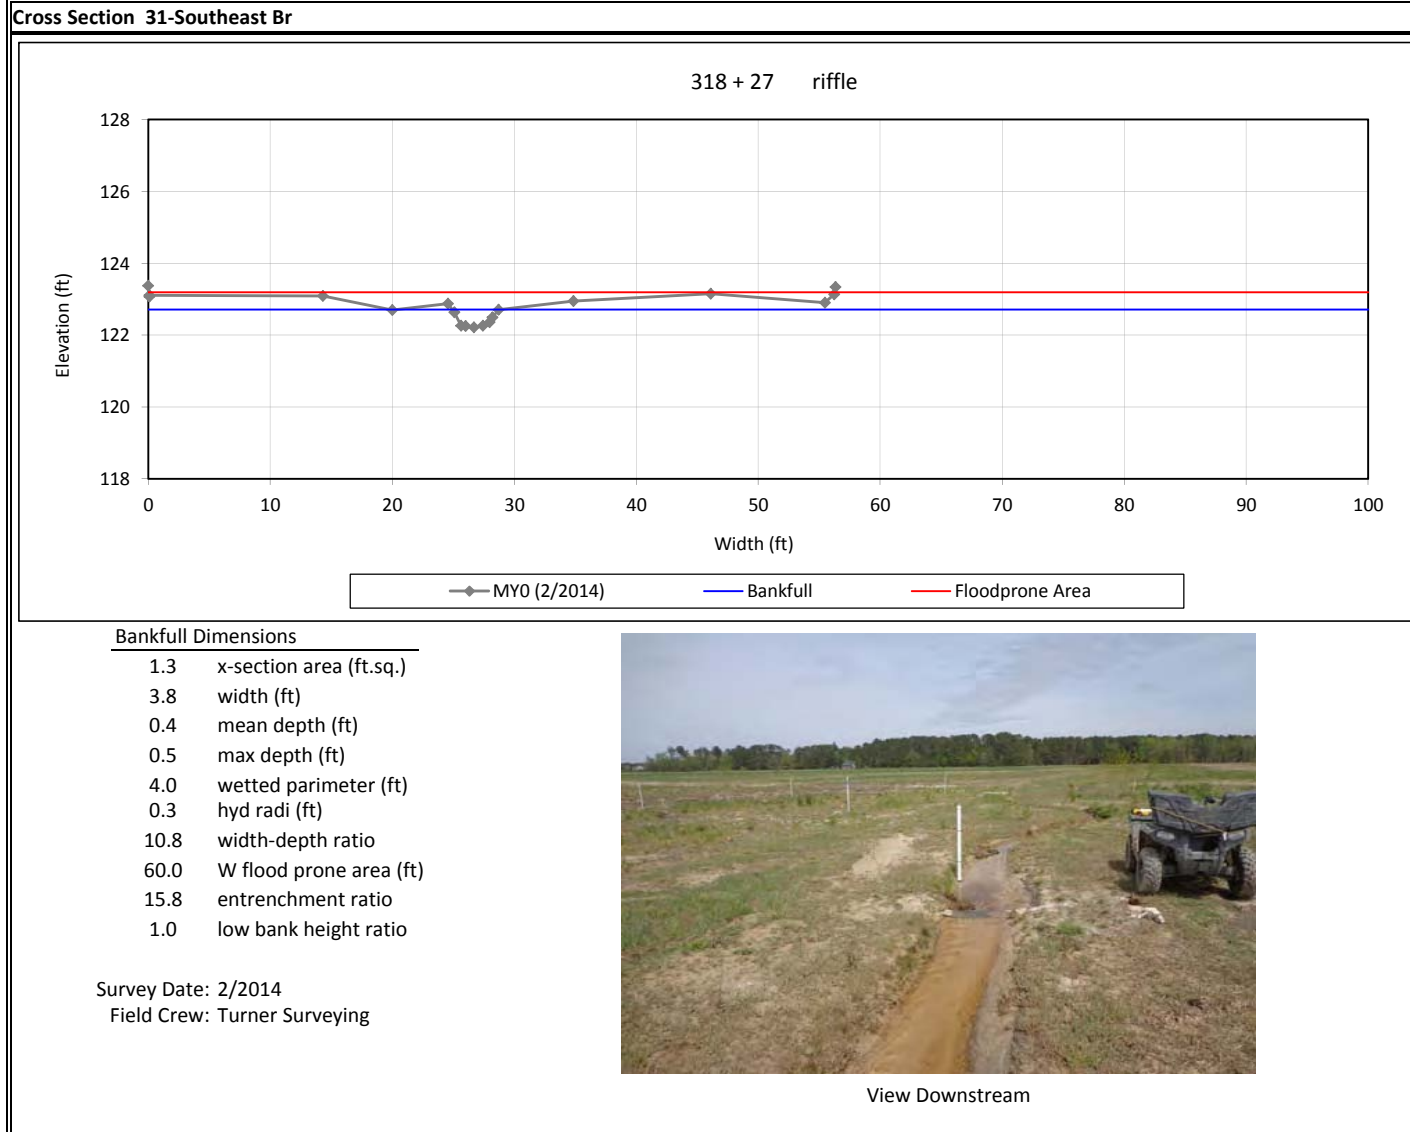 Cross Section 31-Southeast Br
318 + 27 riffle
128
126
124
122
120
118
Elevation (ft)
0 10 20 30 40 50 60 70 80 90 100
Width (ft)
MY0 (2/2014) Bankfull Floodprone Area
Bankfull Dimensions
1.3 x-section area (ft.sq.)
3.8 width (ft)
0.4 mean depth (ft)
0.5 max depth (ft)
4.0 wetted parimeter (ft)
0.3 hyd radi (ft)
10.8 width-depth ratio
60.0 W flood prone area (ft)
15.8 entrenchment ratio
1.0 low bank height ratio
Survey Date: 2/2014
Field Crew: Turner Surveying
View Downstream